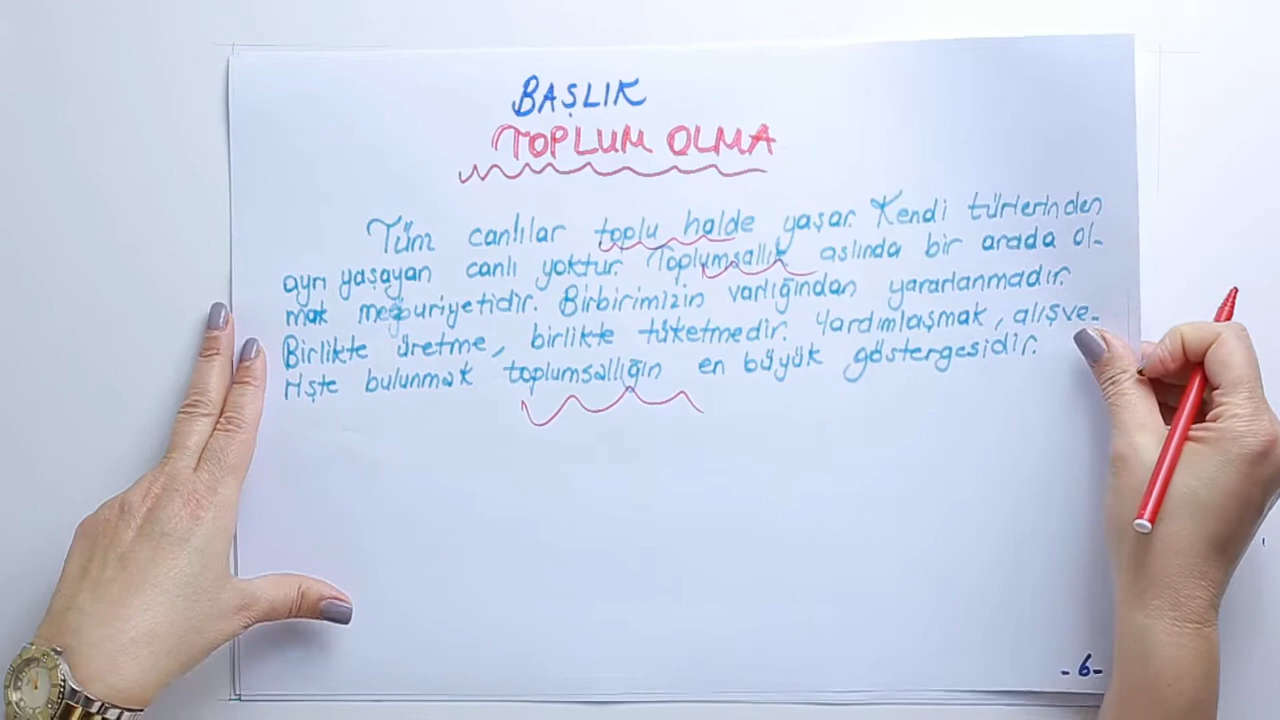 BAŞLIK
TOPLUM OLMA
Tüm canlılar toplu halde yaşar. Kendi türlerinden
ayrı yaşayan canlı yoktur. Toplumsallık aslında bir arada ol-
mak meğburiyetidir. Birbirimizin varlığından yararlanmadır.
Birlikte üretme, birlikte tüketmedir. Yardımlaşmak, alışve-
rişte bulunmak toplumsallığın en büyük göstergesidir.
-6-